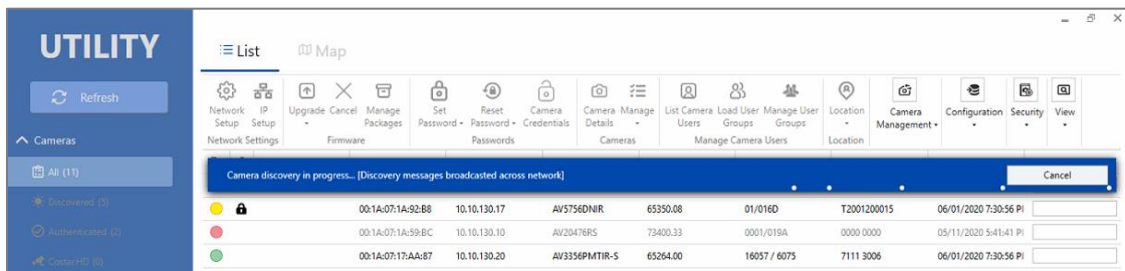 UTILITY
Refresh
Cameras
All (11)
Discovered (5)
Authenticated (2)
CostarHD (0)
List Map
Network Setup IP Setup Upgrade Cancel Manage Packages Set Password Reset Password Camera Credentials Camera Details Manage List Camera Users Load User Groups Manage User Groups Location Camera Management Configuration Security View
Network Settings Firmware Passwords Cameras Manage Camera Users Location
Camera discovery in progress... [Discovery messages broadcasted across network] Cancel
00:1A:07:1A:92:B8 10.10.130.17 AV5756DNIR 65350.08 01/016D T2001200015 06/01/2020 7:30:56 PI
00:1A:07:1A:59:BC 10.10.130.10 AV20476RS 73400.33 0001/019A 0000 0000 05/11/2020 5:41:41 PI
00:1A:07:17:AA:87 10.10.130.20 AV3356PMTIR-S 65264.00 16057 / 6075 7111 3006 06/01/2020 7:30:56 PI